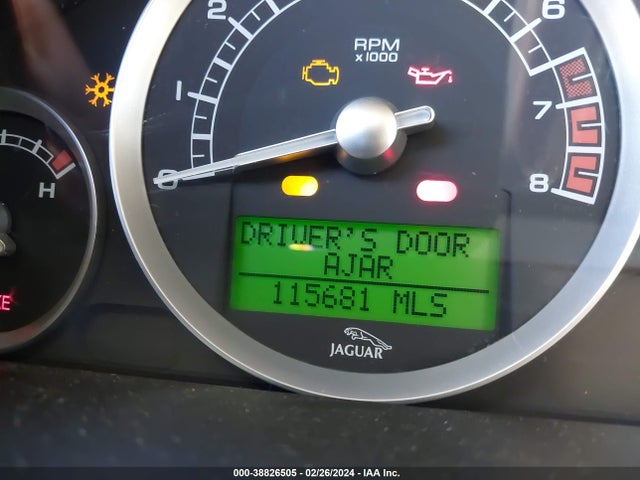 2
6
RPM
x1000
1
7
H
0
8
DRIVER'S DOOR
AJAR
115681 MLS
JAGUAR
000-38826505 - 02/26/2024 - IAA Inc.